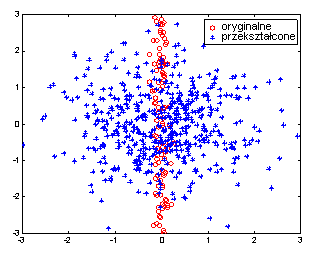 oryginalne
przekształcone
3
2
1
0
-1
-2
-3
-3 -2 -1 0 1 2 3